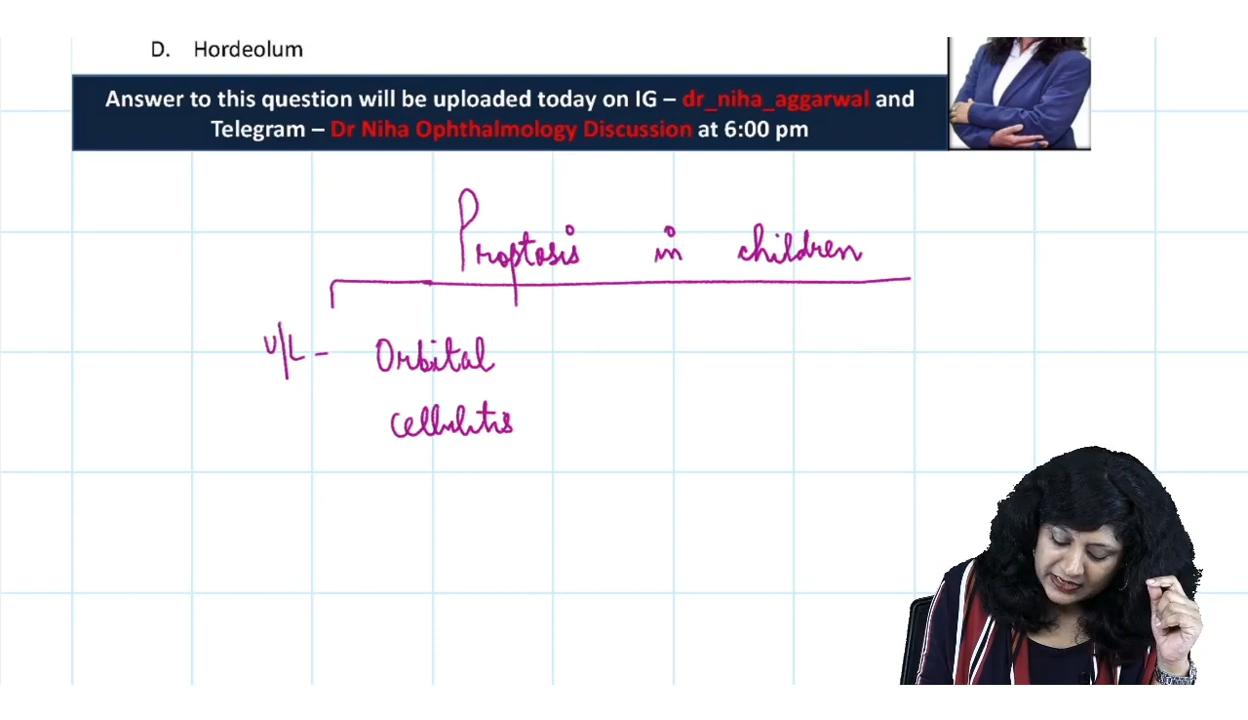 D. Hordeolum
Answer to this question will be uploaded today on IG – dr_niha_aggarwal and
Telegram – Dr Niha Ophthalmology Discussion at 6:00 pm
Proptosis in children
U/L - Orbital
cellulitis